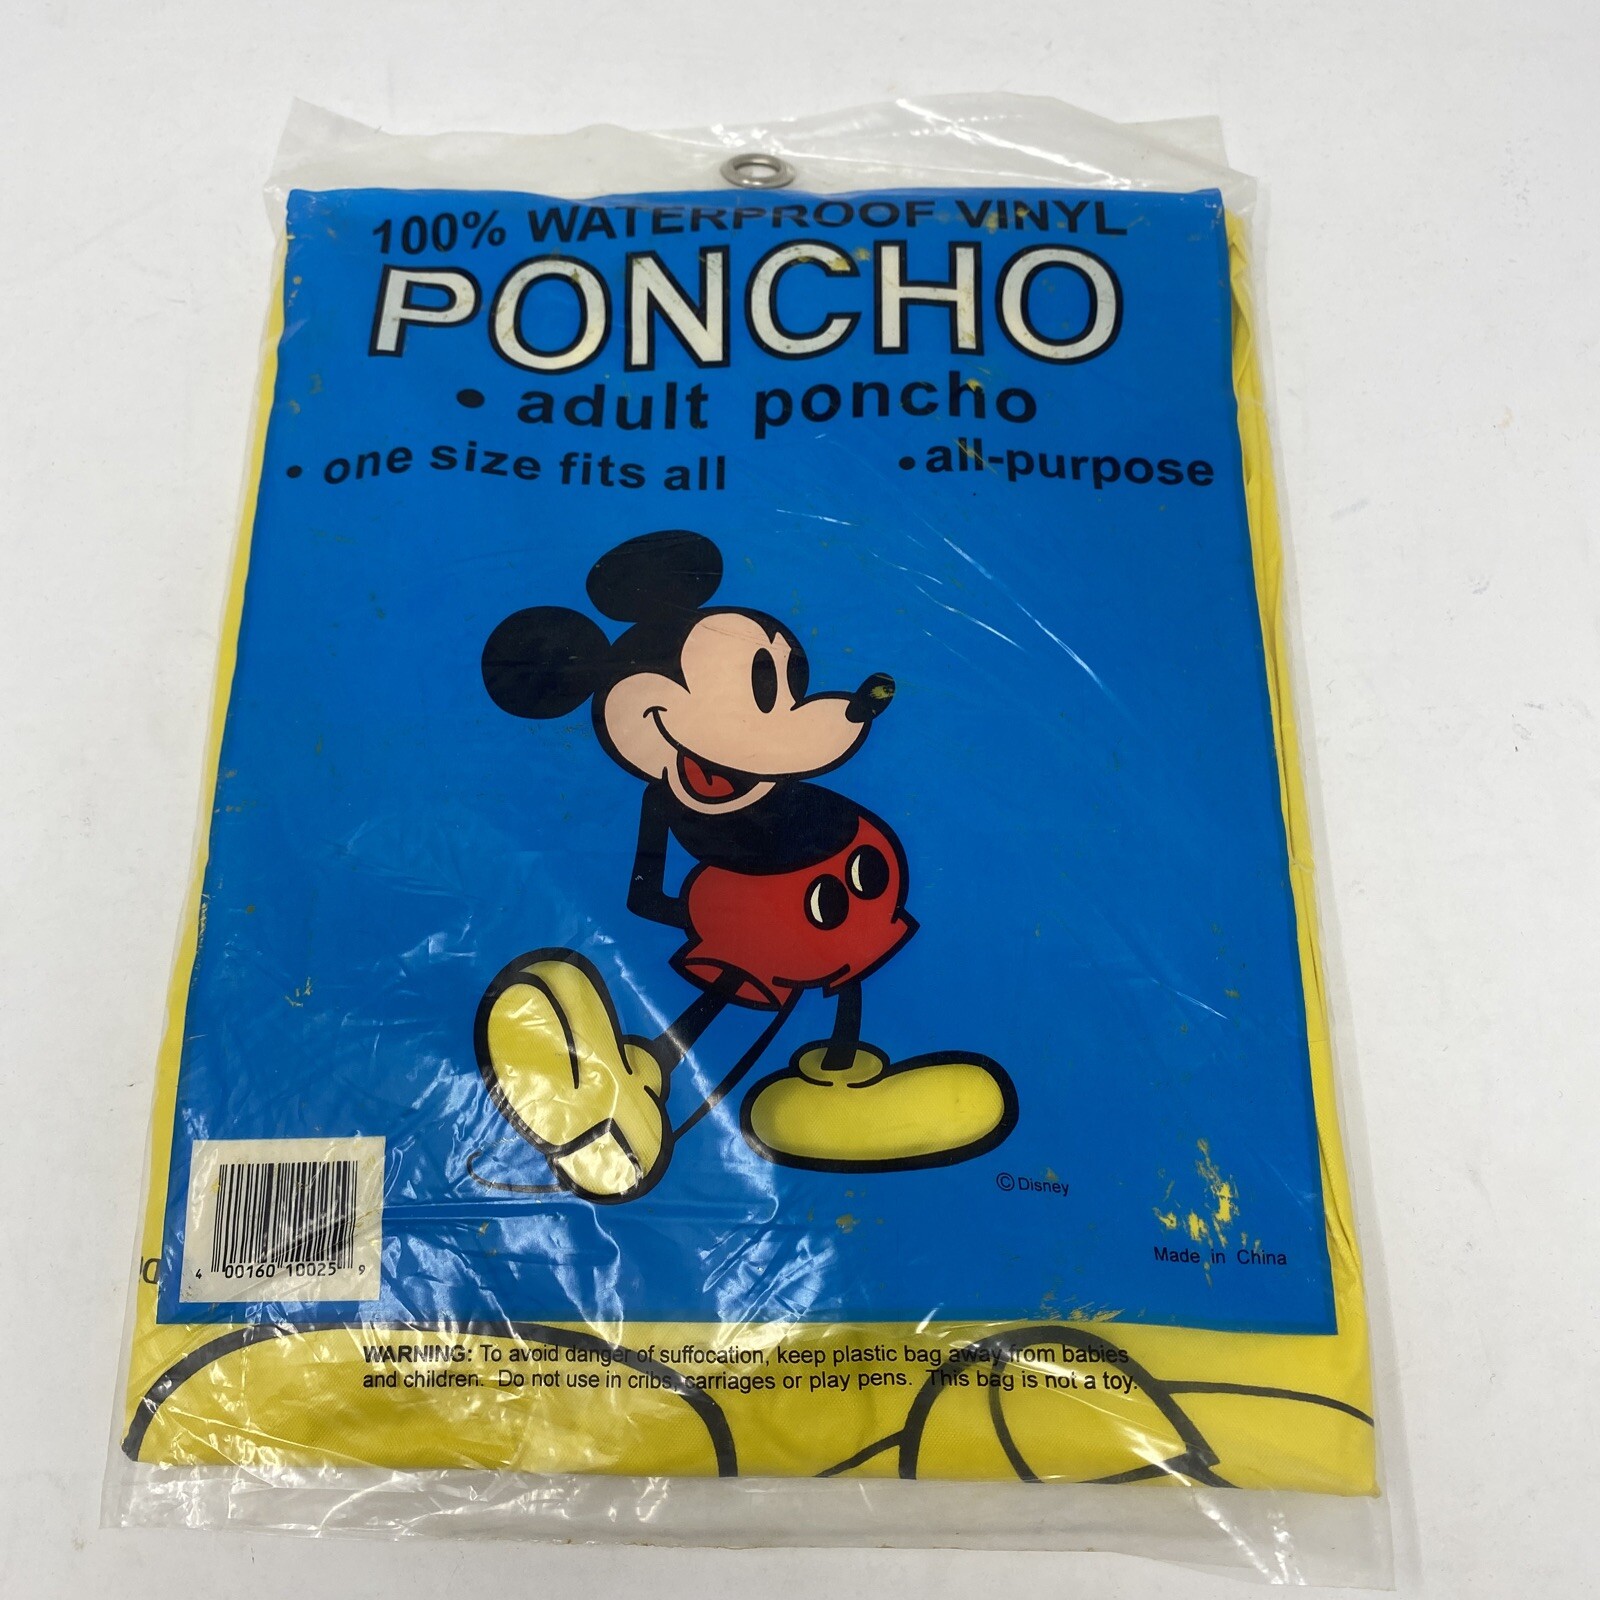 100% WATERPROOF VINYL
PONCHO
• adult poncho
• one size fits all • all-purpose
© Disney
Made in China
4 00160 10025 9
WARNING: To avoid danger of suffocation, keep plastic bag away from babies
and children. Do not use in cribs, carriages or play pens. This bag is not a toy.